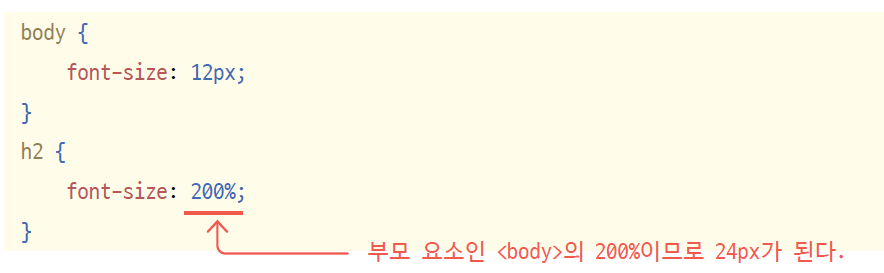 body {
font-size: 12px;
}
h2 {
font-size: 200%;
}
부모 요소인 <body>의 200%이므로 24px가 된다.